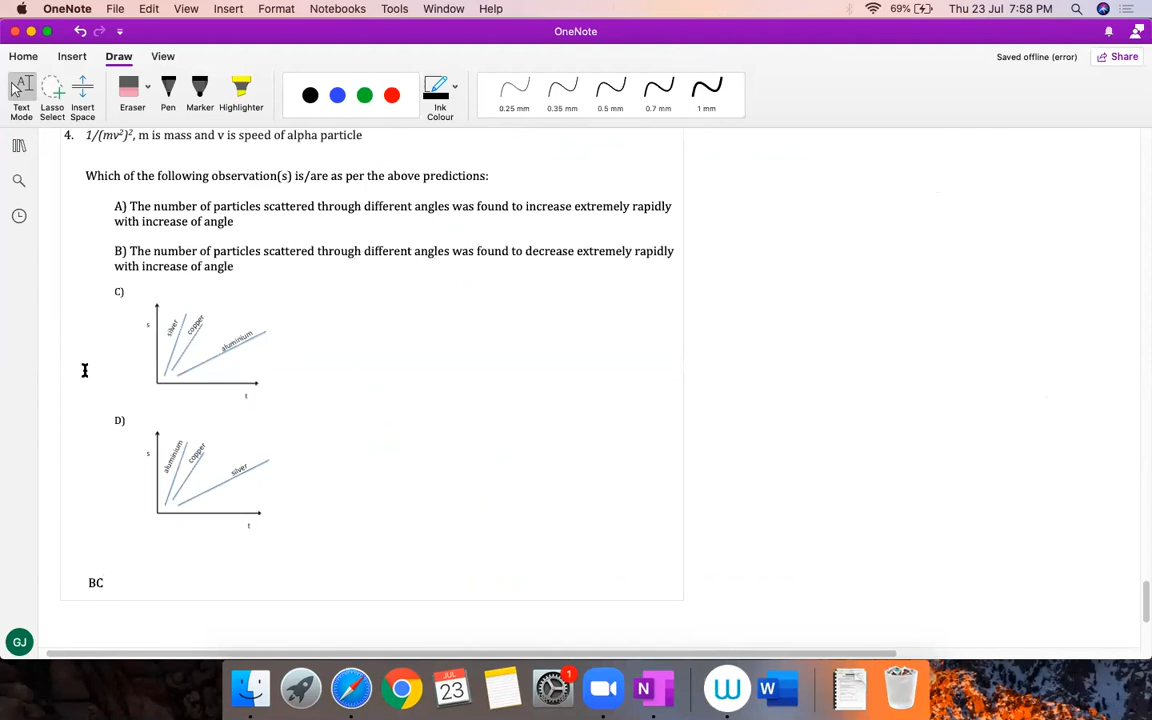 OneNote File Edit View Insert Format Notebooks Tools Window Help 69% Thu 23 Jul 7:58 PM
OneNote
Home Insert Draw View Saved offline (error) Share
Text Mode Lasso Select Insert Space Eraser Pen Marker Highlighter Ink Colour 0.25 mm 0.35 mm 0.5 mm 0.7 mm 1 mm
4. 1/(mv²)², m is mass and v is speed of alpha particle
Which of the following observation(s) is/are as per the above predictions:
A) The number of particles scattered through different angles was found to increase extremely rapidly
with increase of angle
B) The number of particles scattered through different angles was found to decrease extremely rapidly
with increase of angle
C)
s
silver
copper
aluminium
t
D)
s
aluminium
copper
silver
t
BC
GJ
JUL
23
1
N
W
W